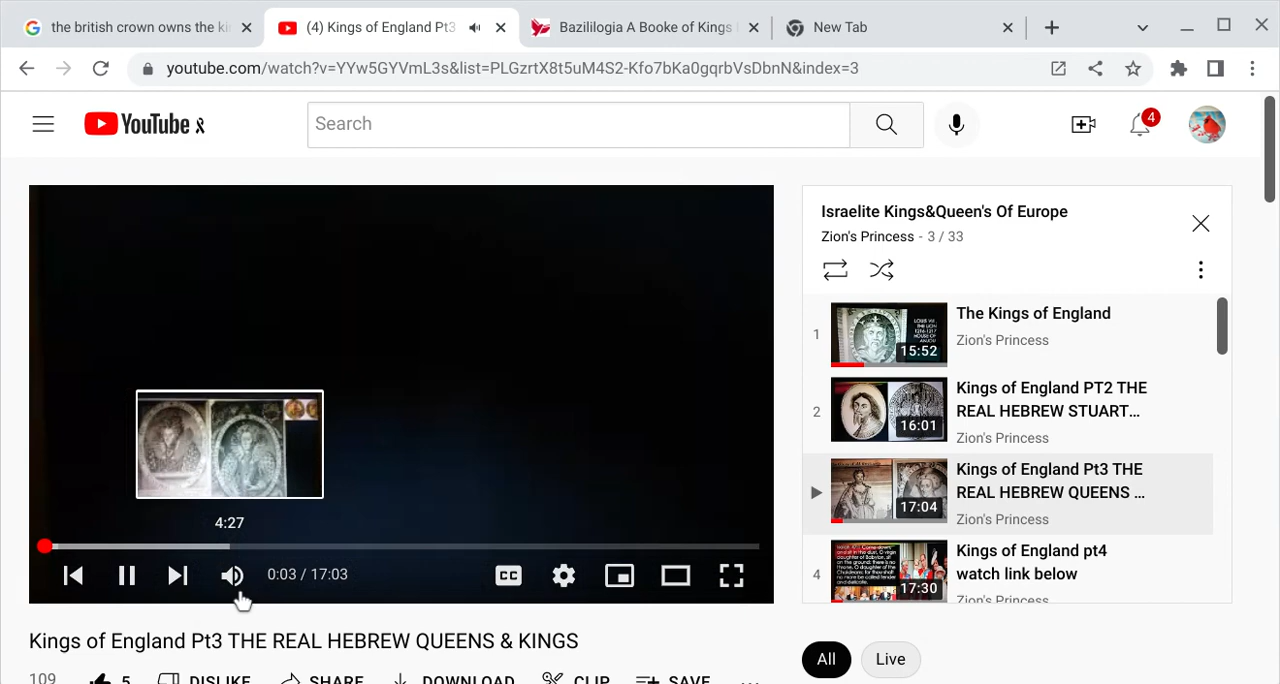 the british crown owns the ki
(4) Kings of England Pt3
Bazililogia A Booke of Kings
New Tab
youtube.com/watch?v=YYw5GYVmL3s&list=PLGzrtX8t5uM4S2-Kfo7bKa0gqrbVsDbnN&index=3
YouTube
Search
4
Israelite Kings&Queen's Of Europe
Zion's Princess - 3 / 33
1
15:52
The Kings of England
Zion's Princess
2
16:01
Kings of England PT2 THE
REAL HEBREW STUART...
Zion's Princess
17:04
Kings of England Pt3 THE
REAL HEBREW QUEENS ...
Zion's Princess
4
17:30
Kings of England pt4
watch link below
Zion's Princess
4:27
0:03 / 17:03
CC
Kings of England Pt3 THE REAL HEBREW QUEENS & KINGS
109 5 DISLIKE SHARE DOWNLOAD CLIP SAVE ...
All Live